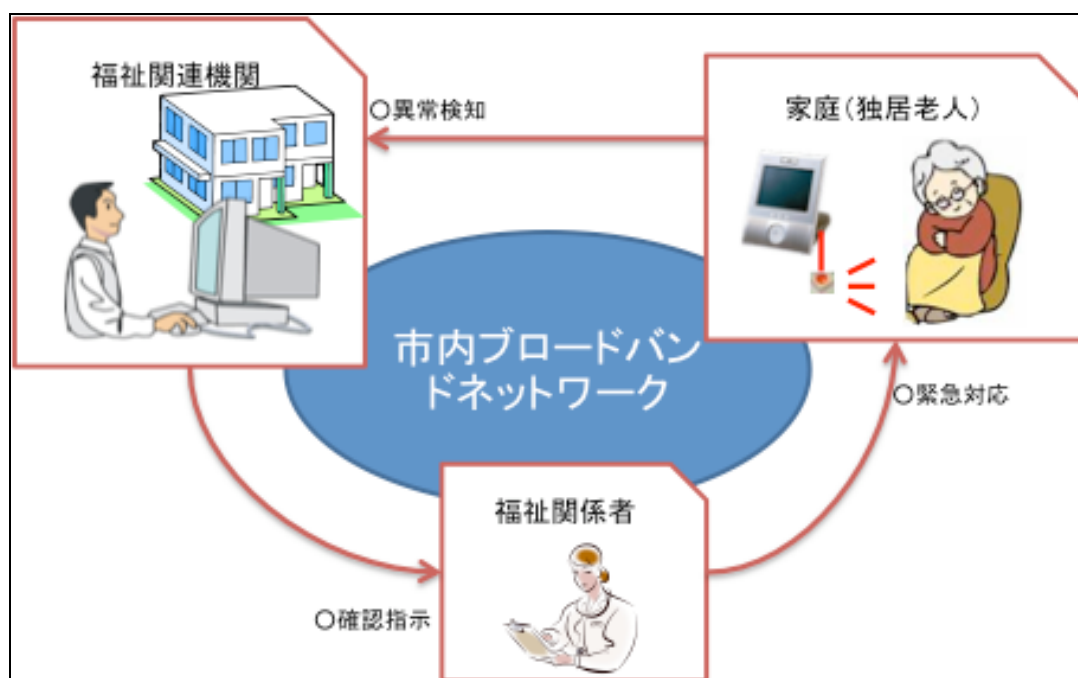 福祉関連機関
○異常検知
家庭(独居老人)
市内ブロードバン
ドネットワーク
○緊急対応
福祉関係者
○確認指示